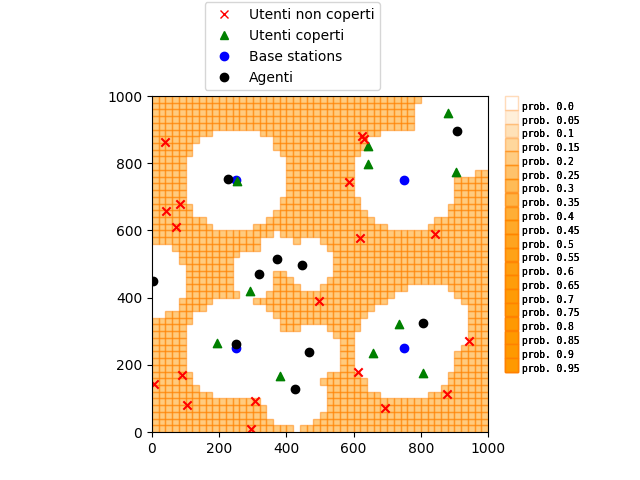 Utenti non coperti
Utenti coperti
Base stations
Agenti
1000
800
600
400
200
0
0 200 400 600 800 1000
prob. 0.0
prob. 0.05
prob. 0.1
prob. 0.15
prob. 0.2
prob. 0.25
prob. 0.3
prob. 0.35
prob. 0.4
prob. 0.45
prob. 0.5
prob. 0.55
prob. 0.6
prob. 0.65
prob. 0.7
prob. 0.75
prob. 0.8
prob. 0.85
prob. 0.9
prob. 0.95